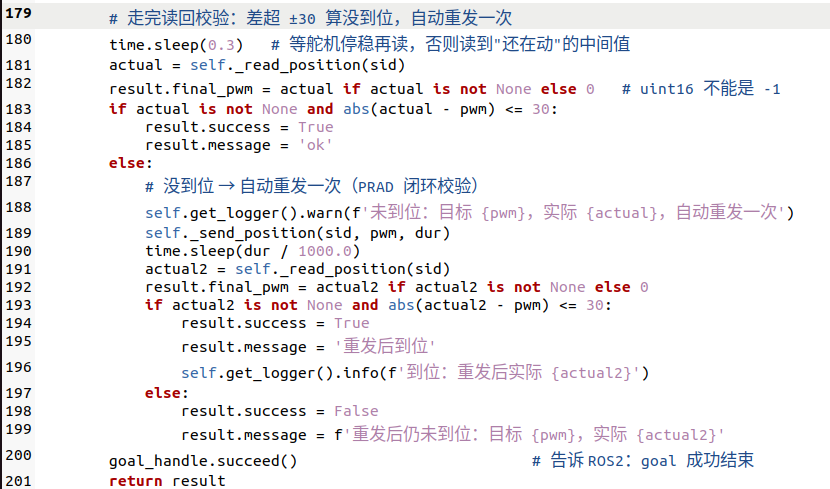 179         # 走完读回校验：差超 ±30 算没到位，自动重发一次
180         time.sleep(0.3)   # 等舵机停稳再读，否则读到"还在动"的中间值
181         actual = self._read_position(sid)
182         result.final_pwm = actual if actual is not None else 0   # uint16 不能是 -1
183         if actual is not None and abs(actual - pwm) <= 30:
184             result.success = True
185             result.message = 'ok'
186         else:
187             # 没到位 → 自动重发一次（PRAD 闭环校验）
188             self.get_logger().warn(f'未到位：目标 {pwm}，实际 {actual}，自动重发一次')
189             self._send_position(sid, pwm, dur)
190             time.sleep(dur / 1000.0)
191             actual2 = self._read_position(sid)
192             result.final_pwm = actual2 if actual2 is not None else 0
193             if actual2 is not None and abs(actual2 - pwm) <= 30:
194                 result.success = True
195                 result.message = '重发后到位'
196                 self.get_logger().info(f'到位：重发后实际 {actual2}')
197             else:
198                 result.success = False
199                 result.message = f'重发后仍未到位：目标 {pwm}，实际 {actual2}'
200         goal_handle.succeed()                          # 告诉 ROS2：goal 成功结束
201         return result